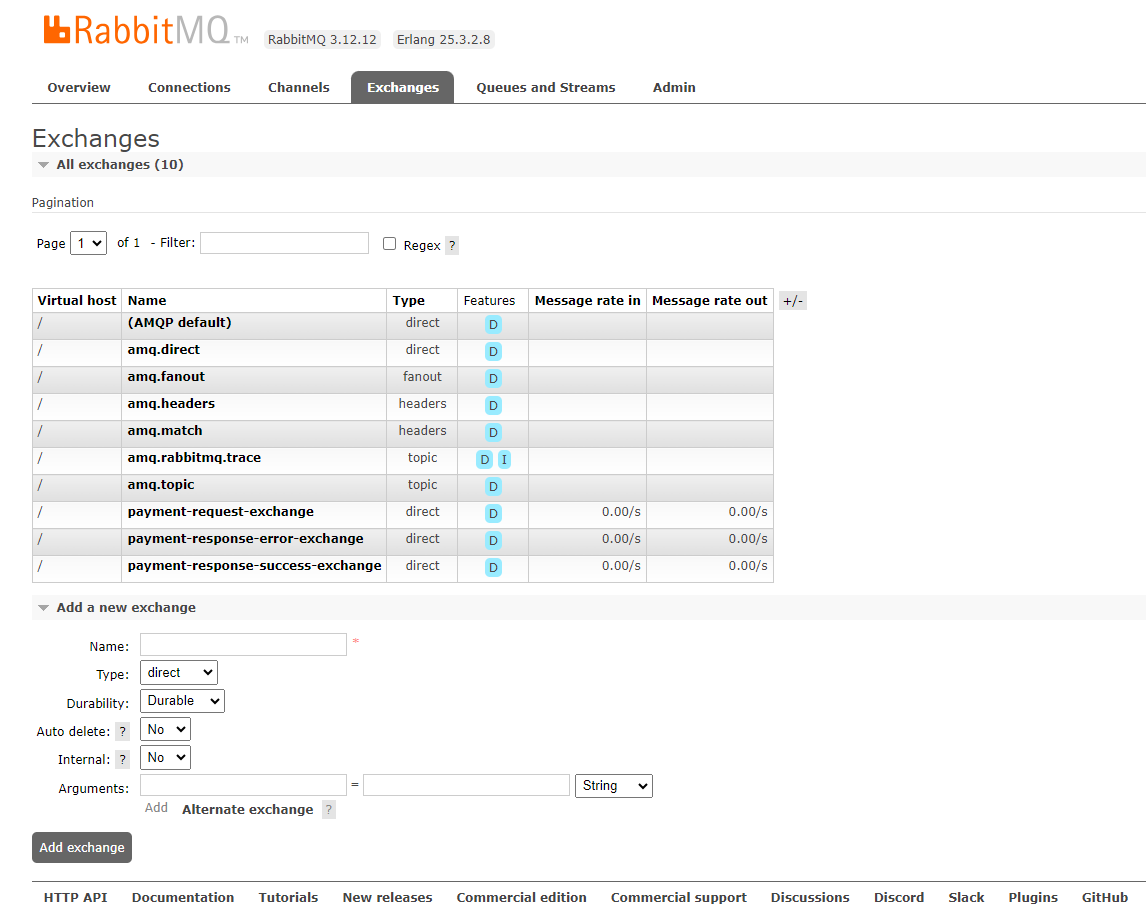 RabbitMQ TM RabbitMQ 3.12.12 Erlang 25.3.2.8
Overview Connections Channels Exchanges Queues and Streams Admin
Exchanges
All exchanges (10)
Pagination
Page 1 of 1 - Filter: Regex ?
Virtual host Name Type Features Message rate in Message rate out +/-
/ (AMQP default) direct D
/ amq.direct direct D
/ amq.fanout fanout D
/ amq.headers headers D
/ amq.match headers D
/ amq.rabbitmq.trace topic D I
/ amq.topic topic D
/ payment-request-exchange direct D 0.00/s 0.00/s
/ payment-response-error-exchange direct D 0.00/s 0.00/s
/ payment-response-success-exchange direct D 0.00/s 0.00/s
Add a new exchange
Name: *
Type: direct
Durability: Durable
Auto delete: ? No
Internal: ? No
Arguments: = String
Add Alternate exchange ?
Add exchange
HTTP API Documentation Tutorials New releases Commercial edition Commercial support Discussions Discord Slack Plugins GitHub